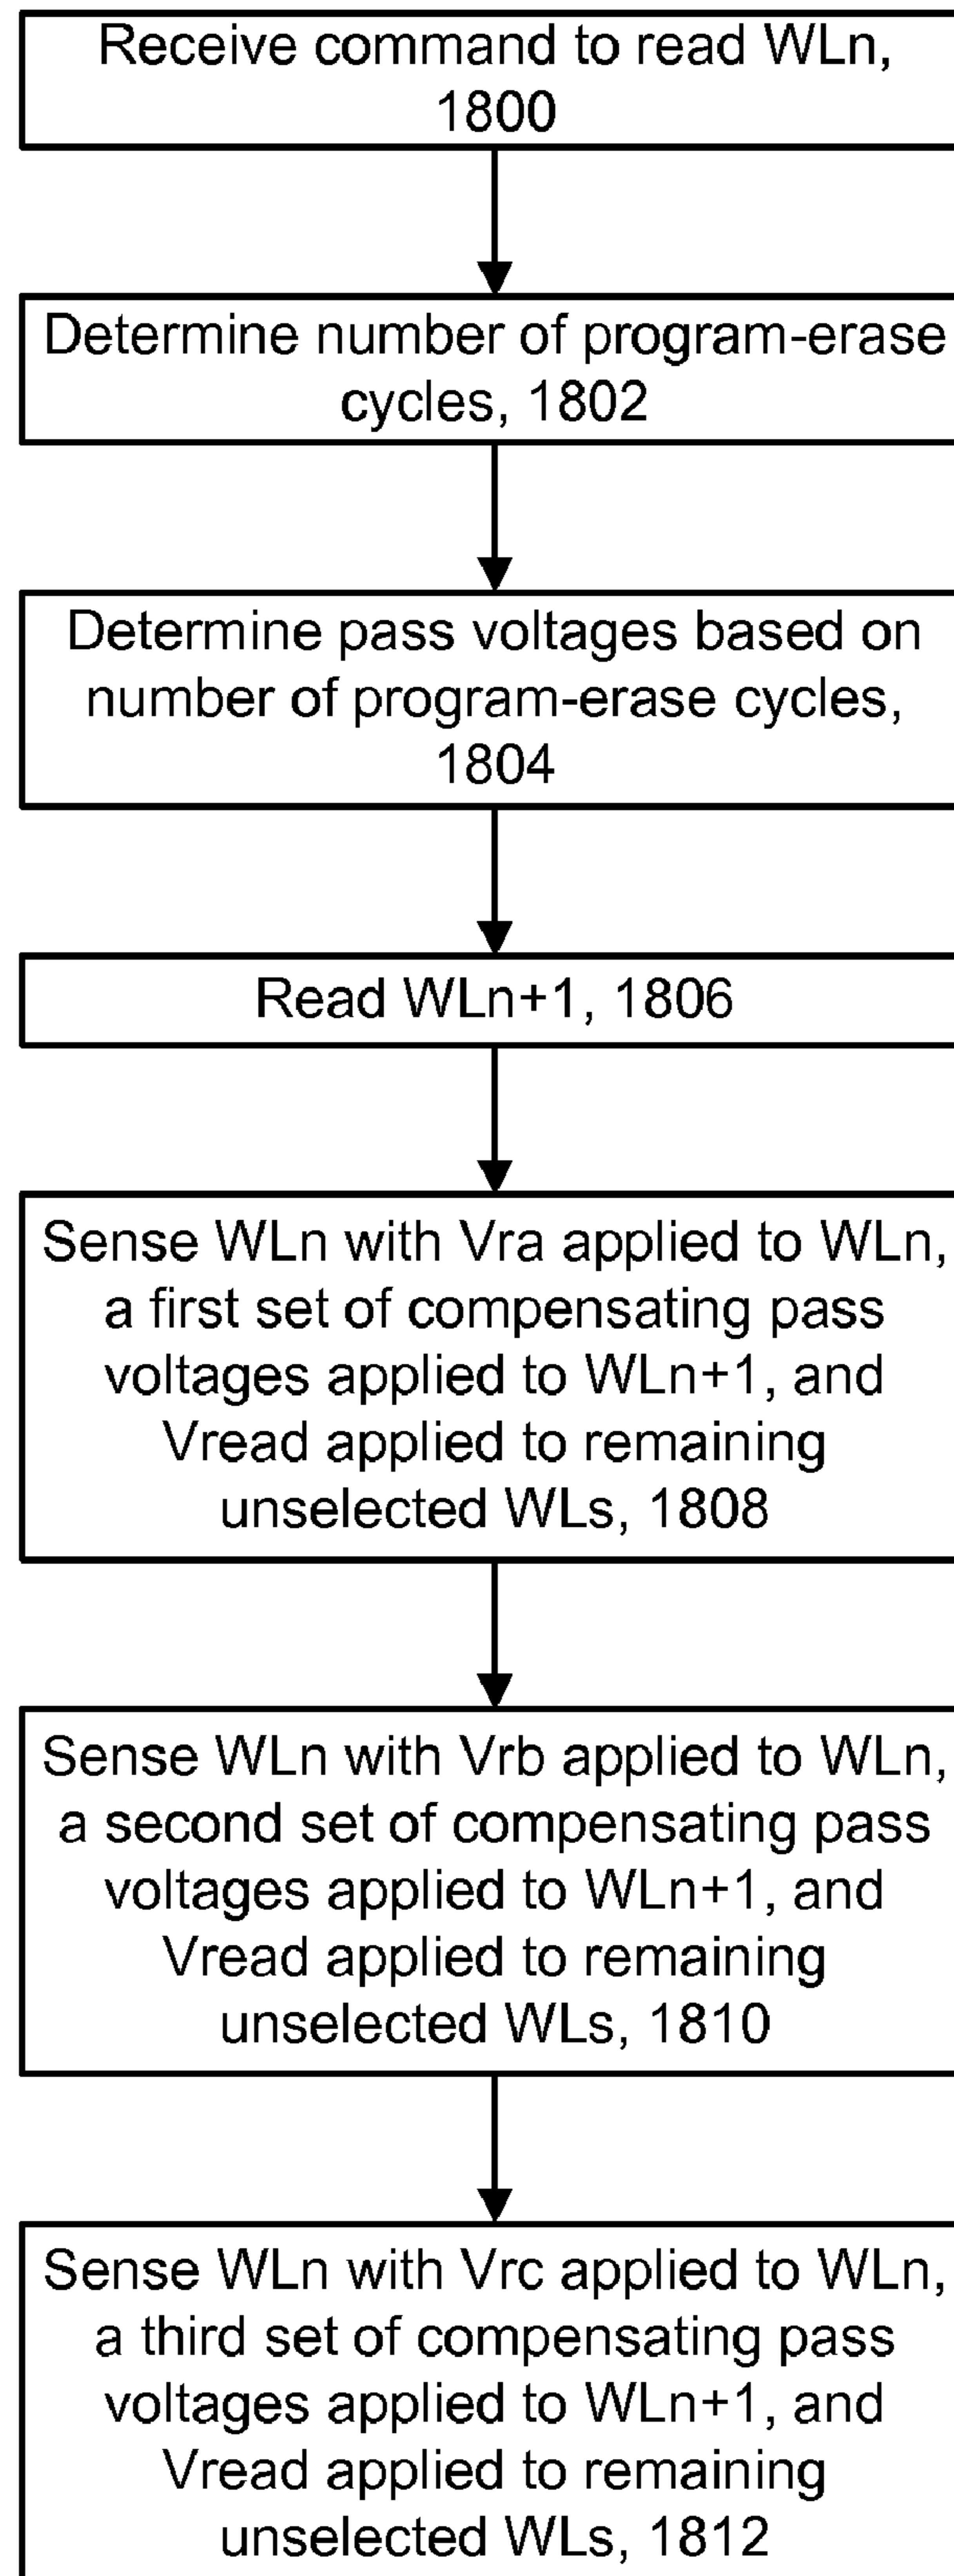 Receive command to read WLn,
1800
Determine number of program-erase
cycles, 1802
Determine pass voltages based on
number of program-erase cycles,
1804
Read WLn+1, 1806
Sense WLn with Vra applied to WLn,
a first set of compensating pass
voltages applied to WLn+1, and
Vread applied to remaining
unselected WLs, 1808
Sense WLn with Vrb applied to WLn,
a second set of compensating pass
voltages applied to WLn+1, and
Vread applied to remaining
unselected WLs, 1810
Sense WLn with Vrc applied to WLn,
a third set of compensating pass
voltages applied to WLn+1, and
Vread applied to remaining
unselected WLs, 1812